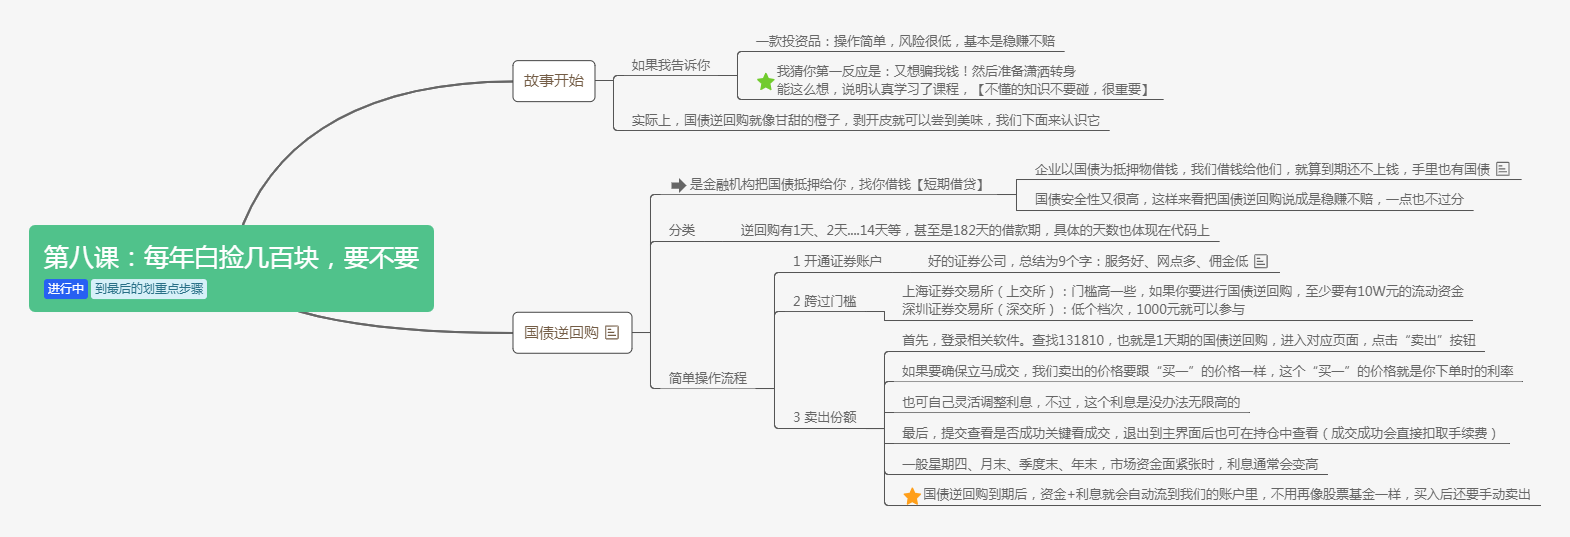 第八课：每年白捡几百块，要不要
进行中 到最后的划重点步骤
故事开始
如果我告诉你
一款投资品：操作简单，风险很低，基本是稳赚不赔
我猜你第一反应是：又想骗我钱！然后准备潇洒转身
能这么想，说明认真学习了课程，【不懂的知识不要碰，很重要】
实际上，国债逆回购就像甘甜的橙子，剥开皮就可以尝到美味，我们下面来认识它
国债逆回购
是金融机构把国债抵押给你，找你借钱【短期借贷】
企业以国债为抵押物借钱，我们借钱给他们，就算到期还不上钱，手里也有国债
国债安全性又很高，这样来看把国债逆回购说成是稳赚不赔，一点也不过分
分类
逆回购有1天、2天....14天等，甚至是182天的借款期，具体的天数也体现在代码上
简单操作流程
1 开通证券账户
好的证券公司，总结为9个字：服务好、网点多、佣金低
2 跨过门槛
上海证券交易所（上交所）：门槛高一些，如果你要进行国债逆回购，至少要有10W元的流动资金
深圳证券交易所（深交所）：低个档次，1000元就可以参与
3 卖出份额
首先，登录相关软件。查找131810，也就是1天期的国债逆回购，进入对应页面，点击“卖出”按钮
如果要确保立马成交，我们卖出的价格要跟“买一”的价格一样，这个“买一”的价格就是你下单时的利率
也可自己灵活调整利息，不过，这个利息是没办法无限高的
最后，提交查看是否成功关键看成交，退出到主界面后也可在持仓中查看（成交成功会直接扣取手续费）
一般星期四、月末、季度末、年末，市场资金面紧张时，利息通常会变高
国债逆回购到期后，资金+利息就会自动流到我们的账户里，不用再像股票基金一样，买入后还要手动卖出